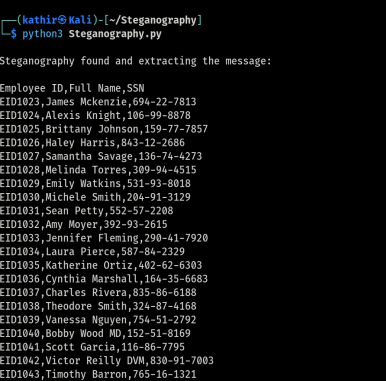 ┌──(kathir㉿Kali)-[~/Steganography]
└─$ python3 Steganography.py
Steganography found and extracting the message:
Employee ID,Full Name,SSN
EID1023,James Mckenzie,694-22-7813
EID1024,Alexis Knight,106-99-8878
EID1025,Brittany Johnson,159-77-7857
EID1026,Haley Harris,843-12-2686
EID1027,Samantha Savage,136-74-4273
EID1028,Melinda Torres,309-94-4515
EID1029,Emily Watkins,531-93-8018
EID1030,Michele Smith,204-91-3129
EID1031,Sean Petty,552-57-2208
EID1032,Amy Moyer,392-93-2615
EID1033,Jennifer Fleming,290-41-7920
EID1034,Laura Pierce,587-84-2329
EID1035,Katherine Ortiz,402-62-6303
EID1036,Cynthia Marshall,164-35-6683
EID1037,Charles Rivera,835-86-6188
EID1038,Theodore Smith,324-87-4168
EID1039,Vanessa Nguyen,754-51-2792
EID1040,Bobby Wood MD,152-51-8169
EID1041,Scott Garcia,116-86-7795
EID1042,Victor Reilly DVM,830-91-7003
EID1043,Timothy Barron,765-16-1321